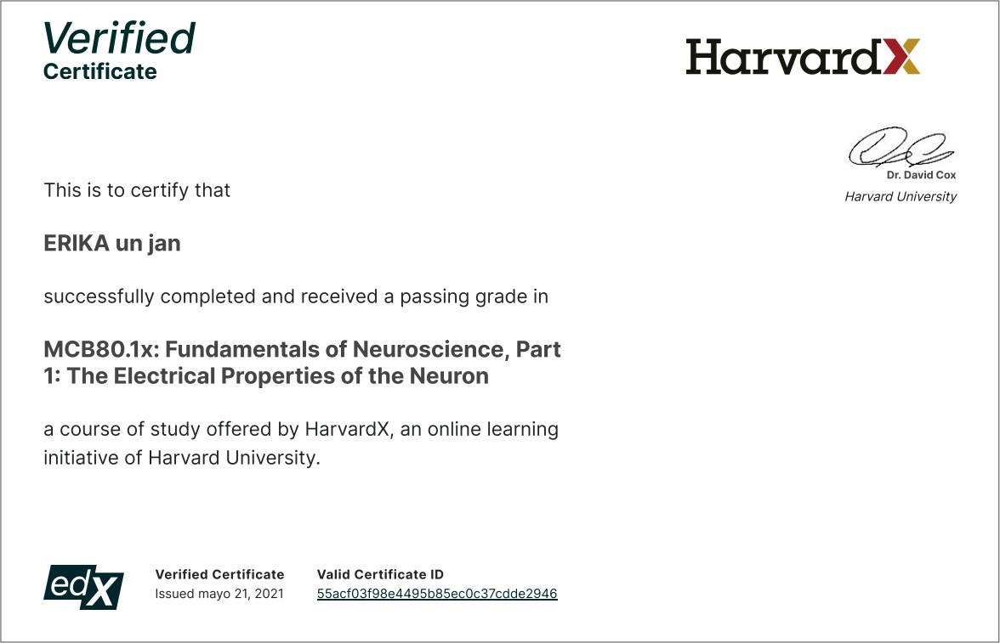 Verified
Certificate
HarvardX
Dr. David Cox
Harvard University
This is to certify that
ERIKA un jan
successfully completed and received a passing grade in
MCB80.1x: Fundamentals of Neuroscience, Part
1: The Electrical Properties of the Neuron
a course of study offered by HarvardX, an online learning
initiative of Harvard University.
edX
Verified Certificate
Issued mayo 21, 2021
Valid Certificate ID
55acf03f98e4495b85ec0c37cdde2946